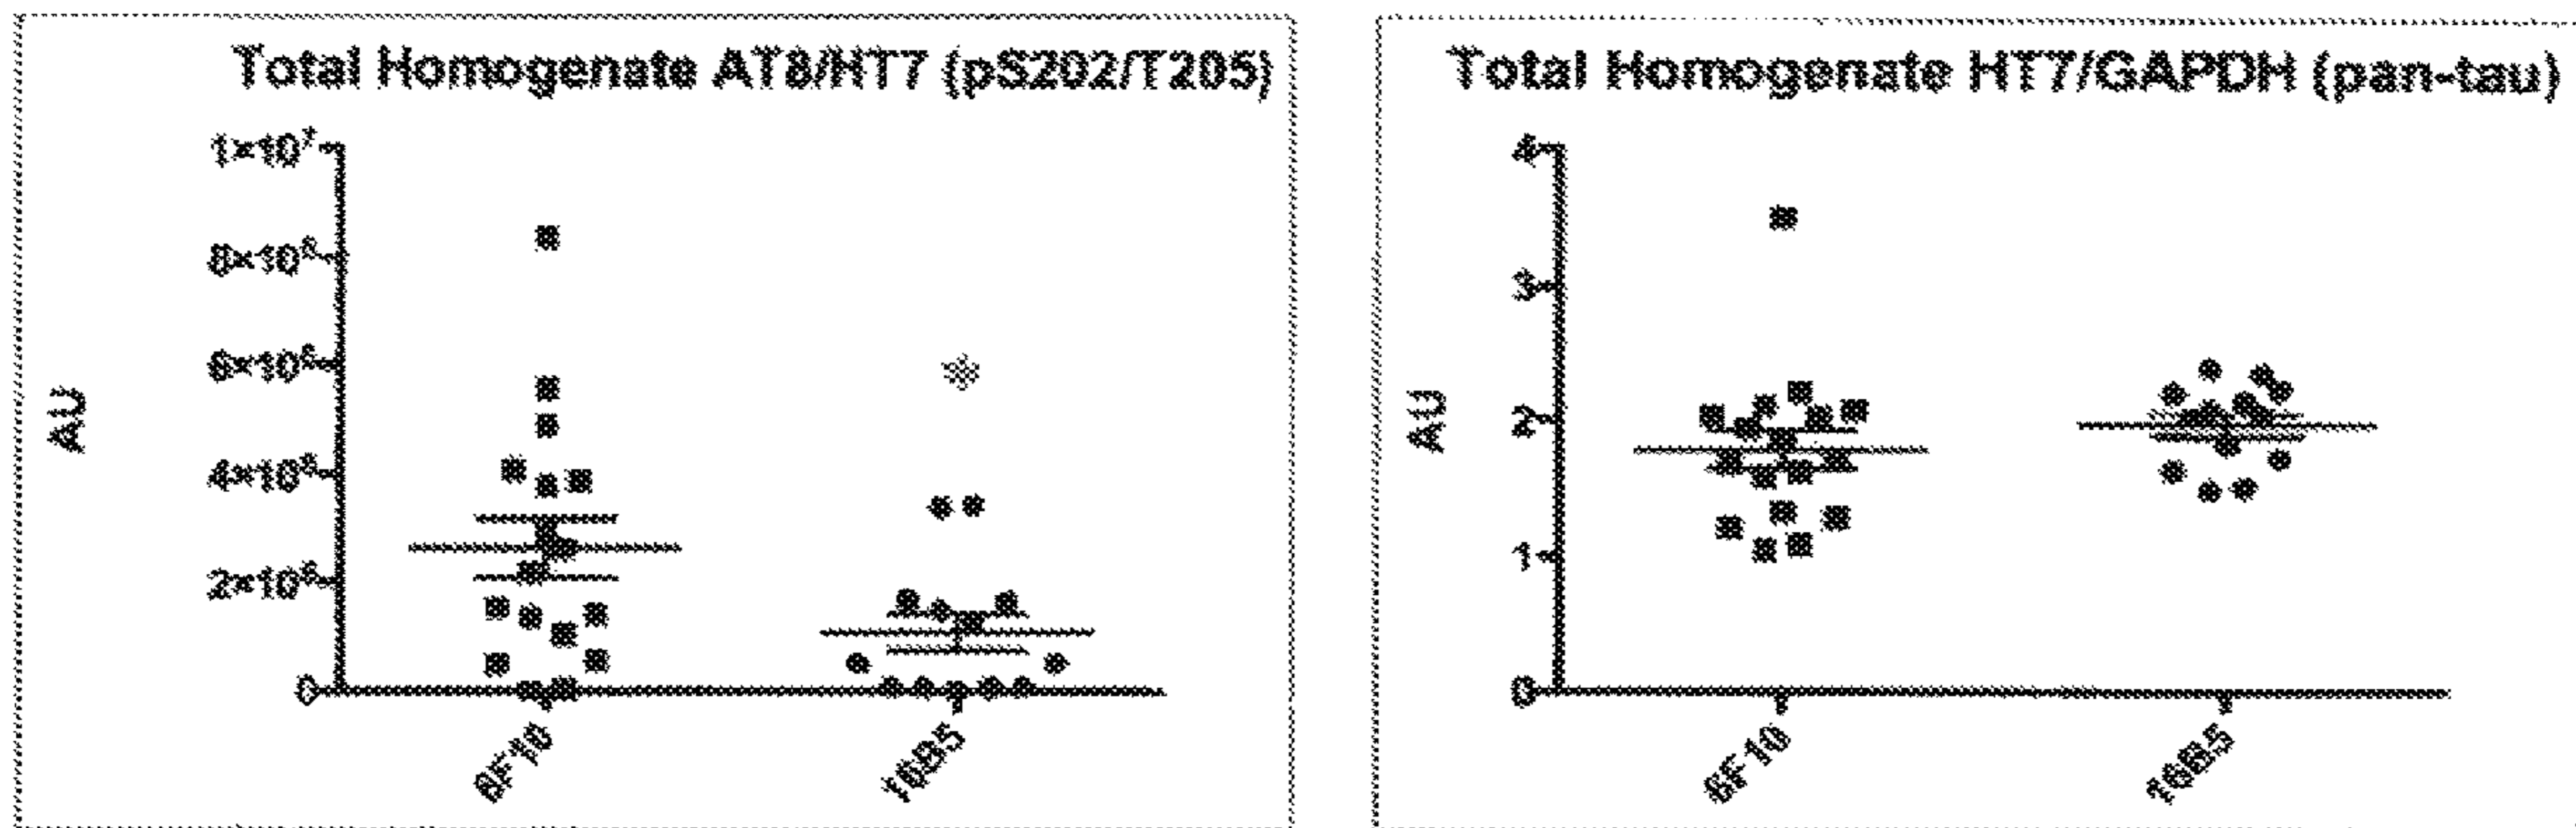 Total Homogenate AT8/HT7 (pS202/T205)
AU
1×10⁷
8×10⁶
6×10⁶
4×10⁶
2×10⁶
0
6F10
16B5
Total Homogenate HT7/GAPDH (pan-tau)
AU
4
3
2
1
0
6F10
16B5